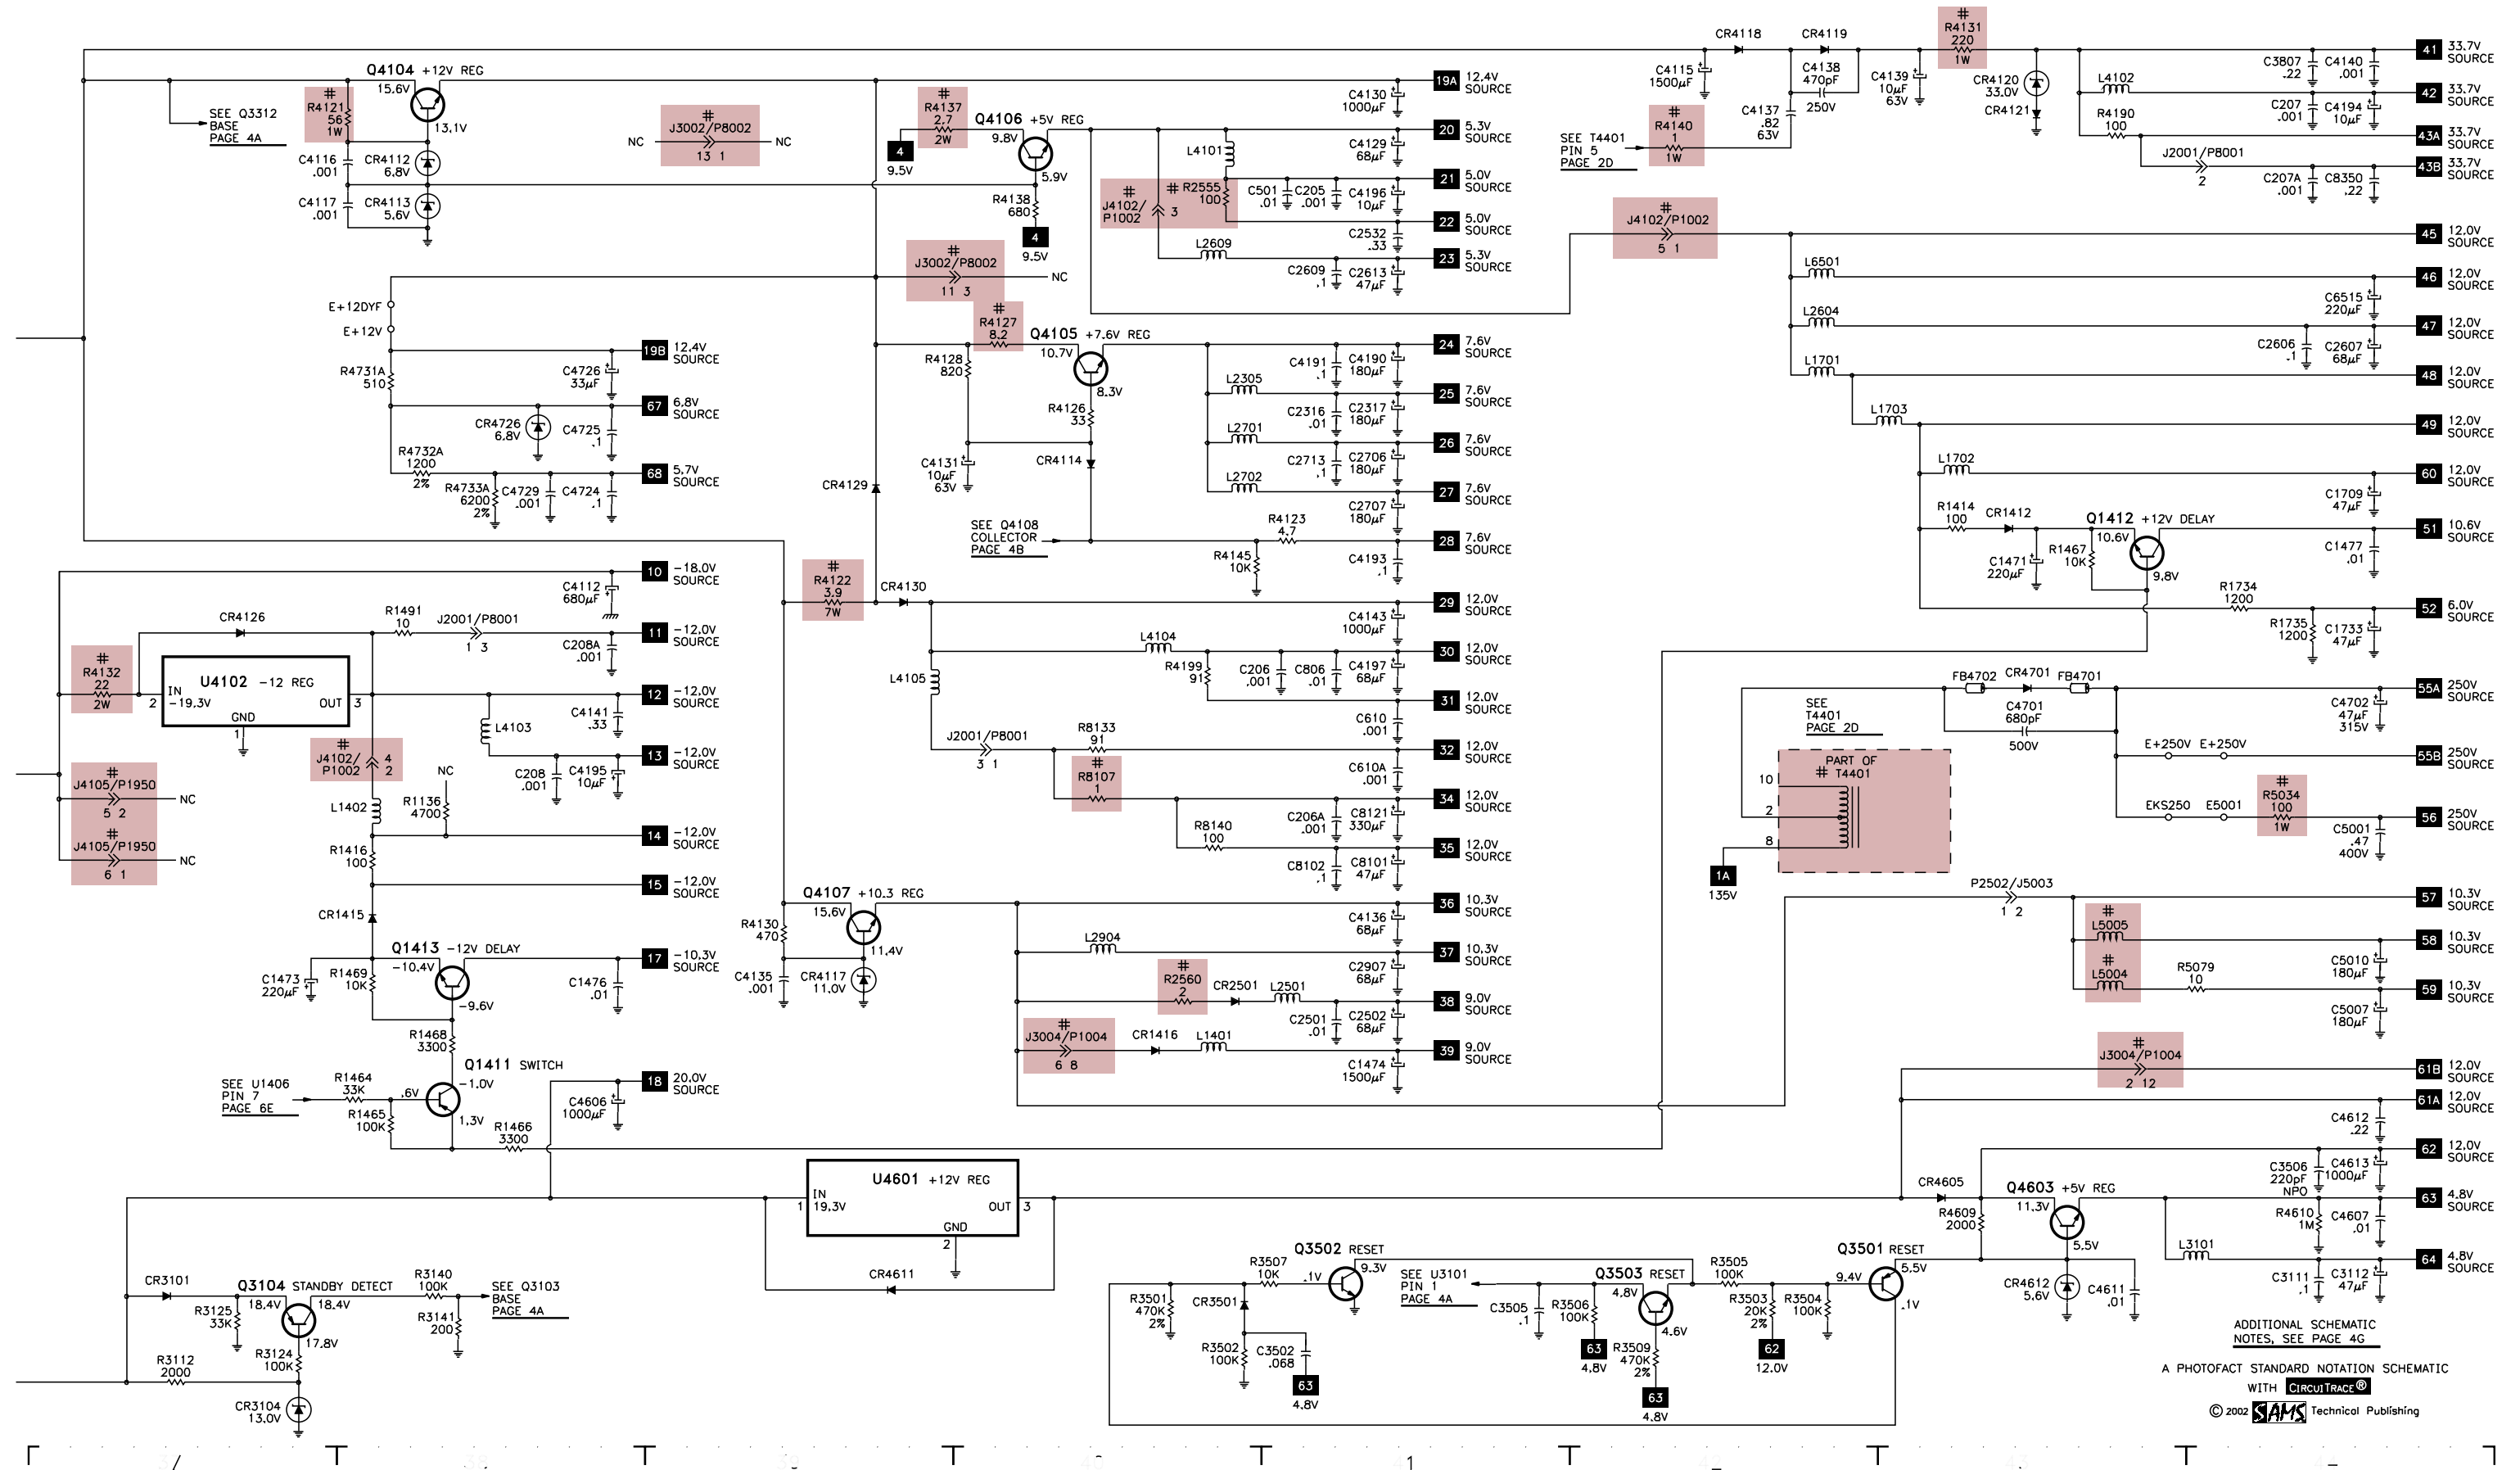 Q4104 +12V REG
15.6V
13.1V
#
R4121
56
1W
SEE Q3312
BASE
PAGE 4A
C4116
.001
CR4112
6.8V
C4117
.001
CR4113
5.6V
#
J3002/P8002
NC
NC
13 1
#
R4137
2.7
2W
4
9.5V
Q4106 +5V REG
9.8V
5.9V
R4138
680
4
9.5V
L4101
#
J4102/
P1002
3
# R2555
100
L2609
C4130
1000µF
19A 12.4V
SOURCE
C4129
68µF
20 5.3V
SOURCE
C501
.01
C205
.001
C4196
10µF
21 5.0V
SOURCE
C2532
.33
22 5.0V
SOURCE
C2609
.1
C2613
47µF
23 5.3V
SOURCE
CR4118
CR4119
C4115
1500µF
C4138
470pF
250V
C4137
.82
63V
SEE T4401
PIN 5
PAGE 2D
#
R4140
1
1W
C4139
10µF
63V
#
R4131
220
1W
CR4120
33.0V
CR4121
L4102
R4190
100
J2001/P8001
2
C3807
.22
C4140
.001
41 33.7V
SOURCE
C207
.001
C4194
10µF
42 33.7V
SOURCE
43A 33.7V
SOURCE
C207A
.001
C8350
.22
43B 33.7V
SOURCE
#
J4102/P1002
5 1
45 12.0V
SOURCE
L6501
C6515
220µF
46 12.0V
SOURCE
L2604
C2606
.1
C2607
68µF
47 12.0V
SOURCE
L1701
48 12.0V
SOURCE
L1703
49 12.0V
SOURCE
L1702
C1709
47µF
60 12.0V
SOURCE
R1414
100
CR1412
C1471
220µF
R1467
10K
Q1412 +12V DELAY
10.6V
9.8V
C1477
.01
51 10.6V
SOURCE
R1734
1200
R1735
1200
C1733
47µF
52 6.0V
SOURCE
#
J3002/P8002
11 3
NC
E+12DYF
E+12V
R4731A
510
C4726
33µF
19B 12.4V
SOURCE
CR4726
6.8V
C4725
.1
67 6.8V
SOURCE
R4732A
1200
2%
R4733A
6200
2%
C4729
.001
C4724
.1
68 5.7V
SOURCE
#
R4127
8.2
R4128
820
Q4105 +7.6V REG
10.7V
8.3V
R4126
33
C4131
10µF
63V
CR4114
CR4129
SEE Q4108
COLLECTOR
PAGE 4B
L2305
L2701
L2702
R4123
4.7
R4145
10K
C4191
.1
C4190
180µF
24 7.6V
SOURCE
C2316
.01
C2317
180µF
25 7.6V
SOURCE
C2713
.1
C2706
180µF
26 7.6V
SOURCE
C2707
180µF
27 7.6V
SOURCE
C4193
.1
28 7.6V
SOURCE
#
R4122
3.9
7W
CR4130
C4143
1000µF
29 12.0V
SOURCE
L4104
L4105
R4199
91
C206
.001
C806
.01
C4197
68µF
30 12.0V
SOURCE
C610
.001
31 12.0V
SOURCE
J2001/P8001
3 1
R8133
91
C610A
.001
32 12.0V
SOURCE
#
R8107
1
C206A
.001
C8121
330µF
34 12.0V
SOURCE
R8140
100
C8102
.1
C8101
47µF
35 12.0V
SOURCE
C4112
680µF
10 -18.0V
SOURCE
CR4126
R1491
10
J2001/P8001
1 3
C208A
.001
11 -12.0V
SOURCE
#
R4132
22
2W
U4102 -12 REG
IN
2
-19.3V
OUT 3
GND
1
C4141
.33
12 -12.0V
SOURCE
L4103
C208
.001
C4195
10µF
13 -12.0V
SOURCE
#
J4102/
P1002
4
2
#
J4105/P1950
5 2
NC
#
J4105/P1950
6 1
NC
L1402
NC
R1136
4700
14 -12.0V
SOURCE
R1416
100
15 -12.0V
SOURCE
CR1415
Q1413 -12V DELAY
-10.4V
-9.6V
C1473
220µF
R1469
10K
C1476
.01
17 -10.3V
SOURCE
R1468
3300
Q1411 SWITCH
-1.0V
.6V
1.3V
SEE U1406
PIN 7
PAGE 6E
R1464
33K
R1465
100K
R1466
3300
C4606
1000µF
18 20.0V
SOURCE
Q4107 +10.3 REG
15.6V
11.4V
R4130
470
C4135
.001
CR4117
11.0V
C4136
68µF
36 10.3V
SOURCE
L2904
C2907
68µF
37 10.3V
SOURCE
#
R2560
2
CR2501
L2501
C2501
.01
C2502
68µF
38 9.0V
SOURCE
#
J3004/P1004
6 8
CR1416
L1401
C1474
1500µF
39 9.0V
SOURCE
FB4702
CR4701
FB4701
C4701
680pF
500V
SEE
T4401
PAGE 2D
PART OF
# T4401
10
2
8
1A
135V
C4702
47µF
315V
55A 250V
SOURCE
E+250V
E+250V
55B 250V
SOURCE
EKS250
E5001
#
R5034
100
1W
C5001
.47
400V
56 250V
SOURCE
P2502/J5003
1 2
57 10.3V
SOURCE
#
L5005
C5010
180µF
58 10.3V
SOURCE
#
L5004
R5079
10
C5007
180µF
59 10.3V
SOURCE
#
J3004/P1004
2 12
61B 12.0V
SOURCE
C4612
.22
61A 12.0V
SOURCE
C3506
220pF
NPO
C4613
1000µF
62 12.0V
SOURCE
U4601 +12V REG
IN
1
19.3V
OUT 3
GND
2
CR4611
CR4605
R4609
2000
Q4603 +5V REG
11.3V
5.5V
R4610
1M
C4607
.01
63 4.8V
SOURCE
L3101
C3111
.1
C3112
47µF
64 4.8V
SOURCE
CR4612
5.6V
C4611
.01
CR3101
R3125
33K
Q3104 STANDBY DETECT
18.4V
18.4V
17.8V
R3140
100K
R3141
200
SEE Q3103
BASE
PAGE 4A
R3112
2000
R3124
100K
CR3104
13.0V
R3501
470K
2%
R3507
10K
CR3501
R3502
100K
C3502
.068
63
4.8V
Q3502 RESET
.1V
9.3V
SEE U3101
PIN 1
PAGE 4A
C3505
.1
R3506
100K
63
4.8V
Q3503 RESET
4.8V
4.6V
R3509
470K
2%
63
4.8V
R3505
100K
R3503
20K
2%
62
12.0V
R3504
100K
Q3501 RESET
5.5V
9.4V
.1V
ADDITIONAL SCHEMATIC
NOTES, SEE PAGE 4G
A PHOTOFACT STANDARD NOTATION SCHEMATIC
WITH CIRCUITRACE®
© 2002 SAMS Technical Publishing